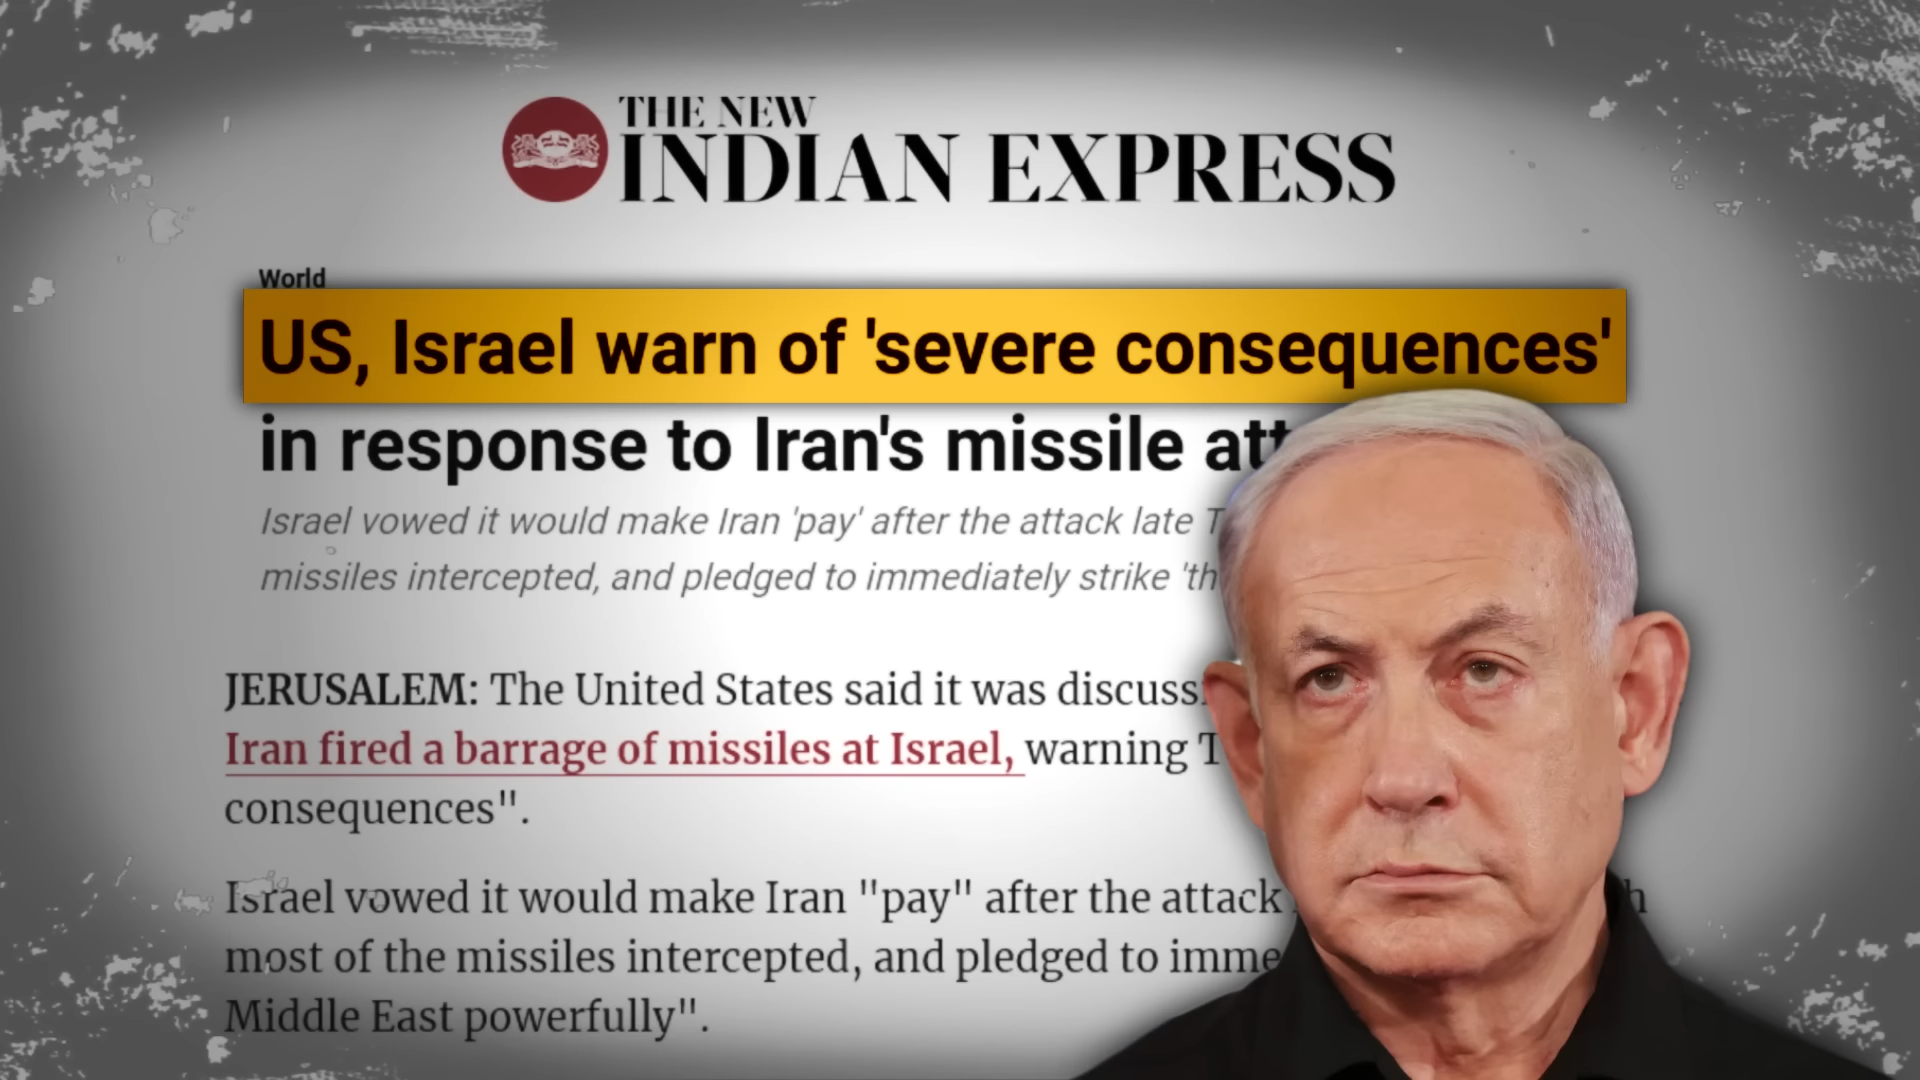 THE NEW
INDIAN EXPRESS
World
US, Israel warn of 'severe consequences'
in response to Iran's missile att
Israel vowed it would make Iran 'pay' after the attack late T
missiles intercepted, and pledged to immediately strike 'th
JERUSALEM: The United States said it was discuss
Iran fired a barrage of missiles at Israel, warning T
consequences".
Israel vowed it would make Iran "pay" after the attack h
most of the missiles intercepted, and pledged to imme
Middle East powerfully".